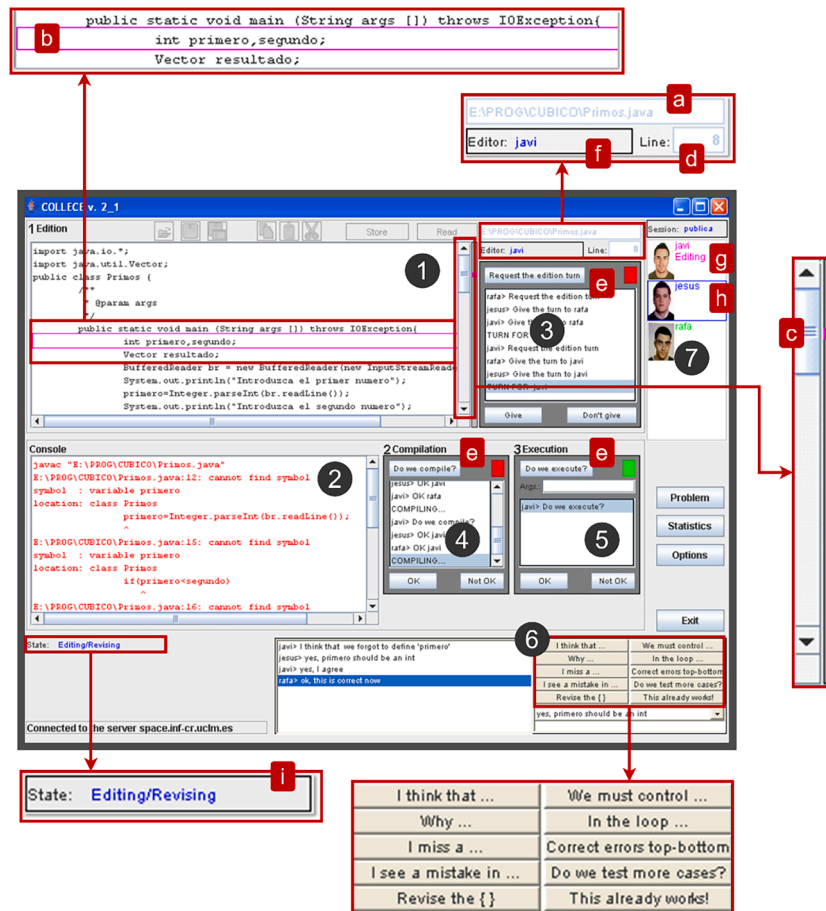 public static void main (String args []) throws IOException{
b
int primero,segundo;
Vector resultado;
a
E:\PROG\CUBICO\Primos.java
Editor: javi
f
Line: 8
d
COLLECE v. 2_1
1 Edition
Store
Read
E:\PROG\CUBICO\Primos.java
Editor: javi
Line: 8
Session: publica
import java.io.*;
import java.util.Vector;
public class Primos {
/**
* @param args
*/
public static void main (String args []) throws IOException{
int primero,segundo;
Vector resultado;
BufferedReader br = new BufferedReader(new InputStreamReade
System.out.println("Introduzca el primer numero");
primero=Integer.parseInt(br.readLine());
System.out.println("Introduzca el segundo numero");
1
Request the edition turn
e
rafa> Request the edition turn
jesus> Give the turn to rafa
javi> Give the turn to rafa
TURN FOR
javi> Request the edition turn
rafa> Give the turn to javi
jesus> Give the turn to javi
TURN FOR javi
3
Give
Don't give
javi
Editing
g
jesus
h
rafa
7
c
Console
javac "E:\PROG\CUBICO\Primos.java"
E:\PROG\CUBICO\Primos.java:12: cannot find symbol
symbol : variable primero
location: class Primos
primero=Integer.parseInt(br.readLine());
^
E:\PROG\CUBICO\Primos.java:15: cannot find symbol
symbol : variable primero
location: class Primos
if(primero<segundo)
^
E:\PROG\CUBICO\Primos.java:16: cannot find symbol
2
2 Compilation
e
Do we compile?
jesus> OK javi
javi> OK rafa
COMPILING...
javi> Do we compile?
jesus> OK javi
rafa> OK javi
COMPILING...
4
OK
Not OK
3 Execution
e
Do we execute?
Args.:
javi> Do we execute?
5
OK
Not OK
Problem
Statistics
Options
Exit
State: Editing/Revising
javi> I think that we forgot to define 'primero'
jesus> yes, primero should be an int
javi> yes, I agree
rafa> ok, this is correct now
6
I think that ...
We must control ...
Why ...
In the loop ...
I miss a ...
Correct errors top-bottom
I see a mistake in ...
Do we test more cases?
Revise the { }
This already works!
yes, primero should be an int
Connected to the server space.inf-cr.uclm.es
i
State: Editing/Revising
I think that ...
We must control ...
Why ...
In the loop ...
I miss a ...
Correct errors top-bottom
I see a mistake in ...
Do we test more cases?
Revise the { }
This already works!